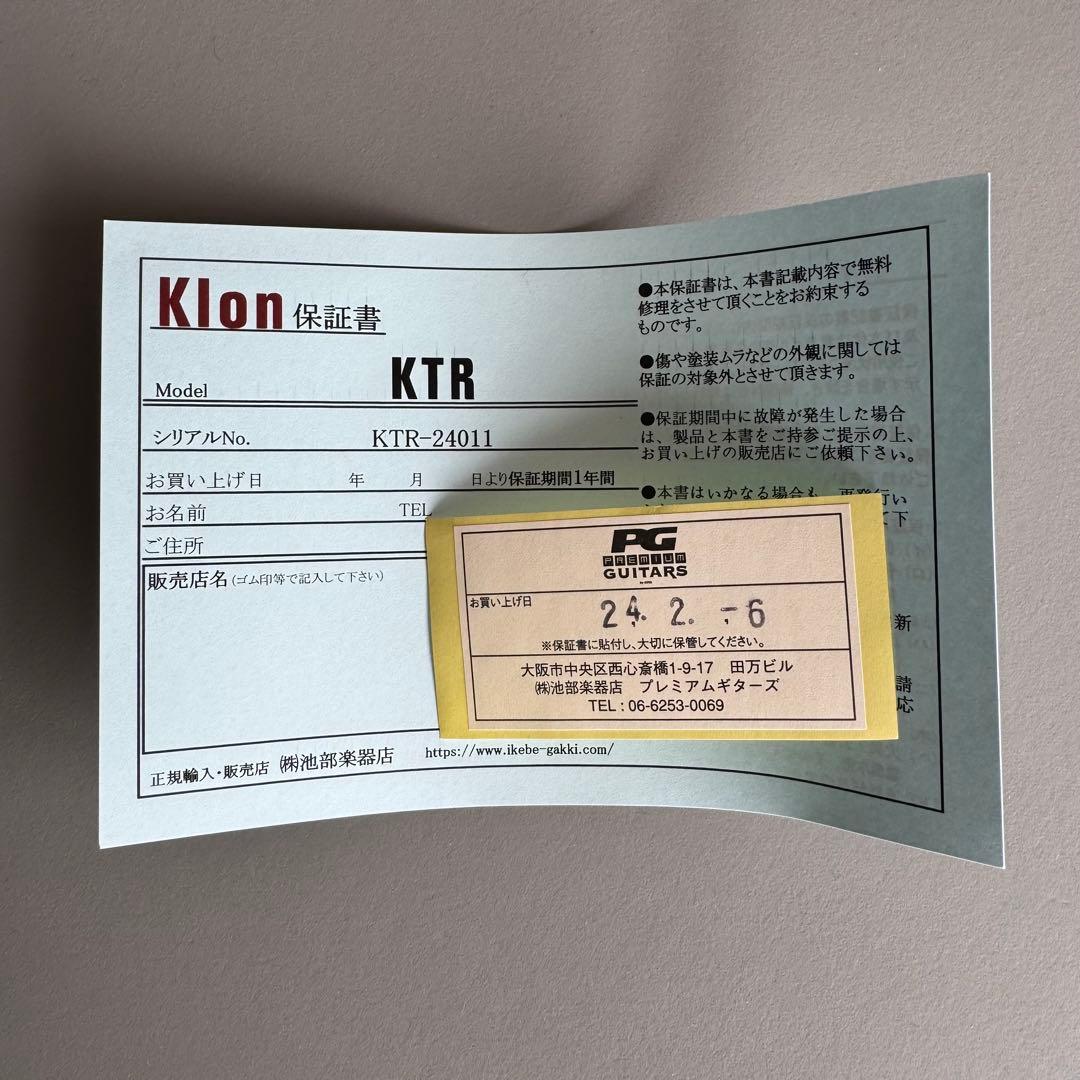 Klon 保証書
Model KTR
シリアルNo. KTR-24011
お買い上げ日 年 月 日より保証期間1年間
お名前 TEL
ご住所
販売店名(ゴム印等で記入して下さい)
正規輸入・販売店 ㈱池部楽器店 https://www.ikebe-gakki.com/
●本保証書は、本書記載内容で無料
修理をさせて頂くことをお約束する
ものです。
●傷や塗装ムラなどの外観に関しては
保証の対象外とさせて頂きます。
●保証期間中に故障が発生した場合
は、製品と本書をご持参ご提示の上、
お買い上げの販売店にご依頼下さい。
●本書はいかなる場合も、再発行い
て下
新
請
応
PG
PREMIUM
GUITARS
お買い上げ日
24. 2. -6
※保証書に貼付し、大切に保管してください。
大阪市中央区西心斎橋1-9-17 田万ビル
㈱池部楽器店 プレミアムギターズ
TEL : 06-6253-0069